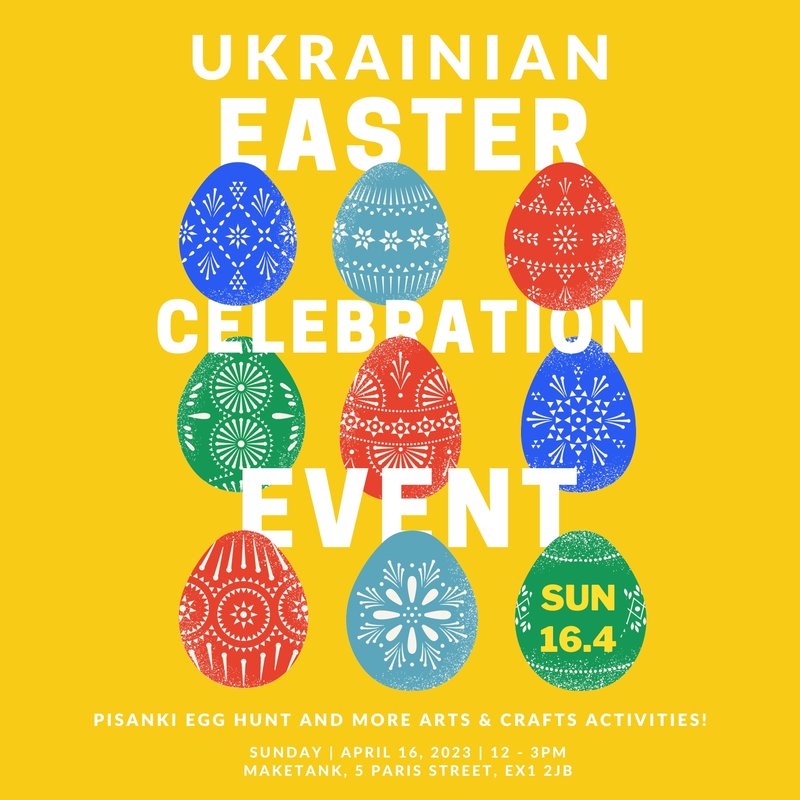 UKRAINIAN
EASTER
CELEBRATION
EVENT
SUN
16.4
PISANKI EGG HUNT AND MORE ARTS & CRAFTS ACTIVITIES!
SUNDAY | APRIL 16, 2023 | 12 - 3PM
MAKETANK, 5 PARIS STREET, EX1 2JB